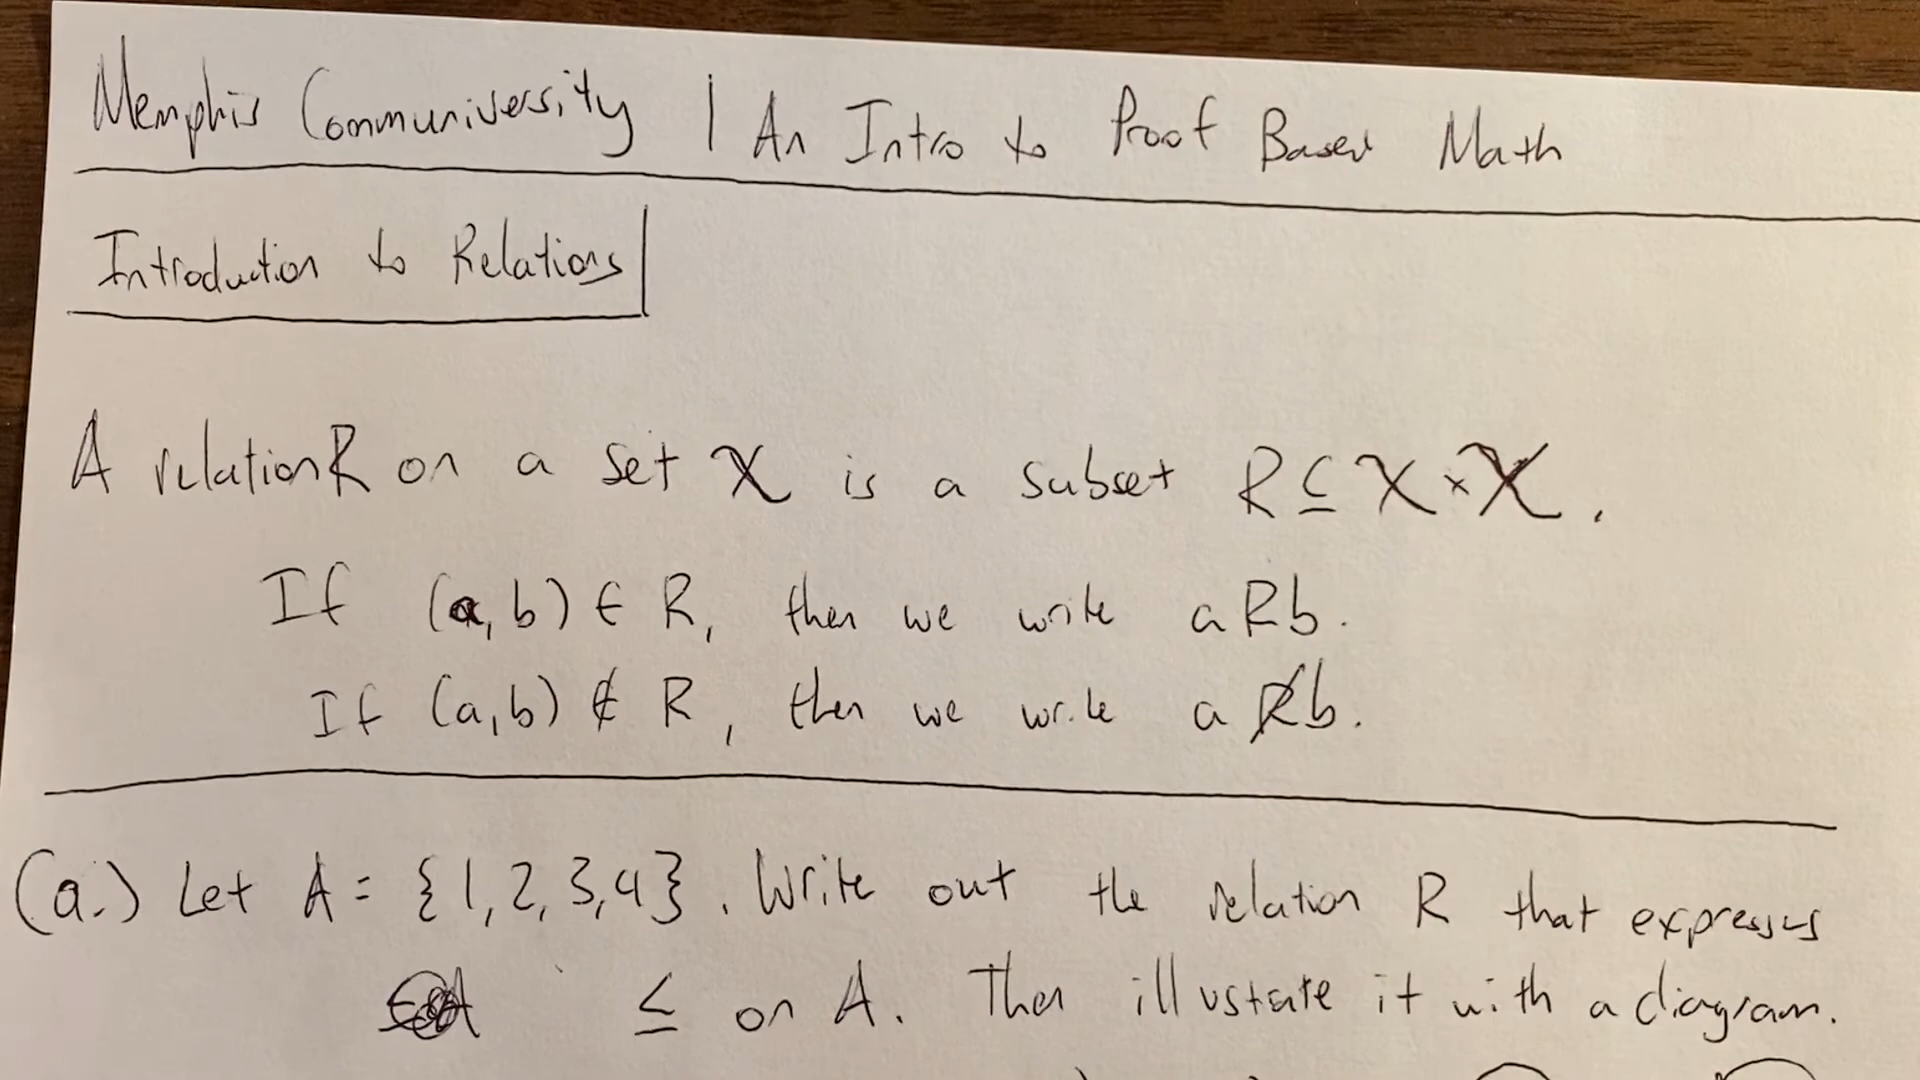 Memphis Communiversity | An Intro to Proof Based Math
Introduction to Relations
A relation R on a set X is a subset R ⊆ X × X.
If (a, b) ∈ R, then we write a R b.
If (a, b) ∉ R, then we write a R̸ b.
(a.) Let A = {1, 2, 3, 4}. Write out the relation R that expresses
≤ on A. Then illustrate it with a diagram.